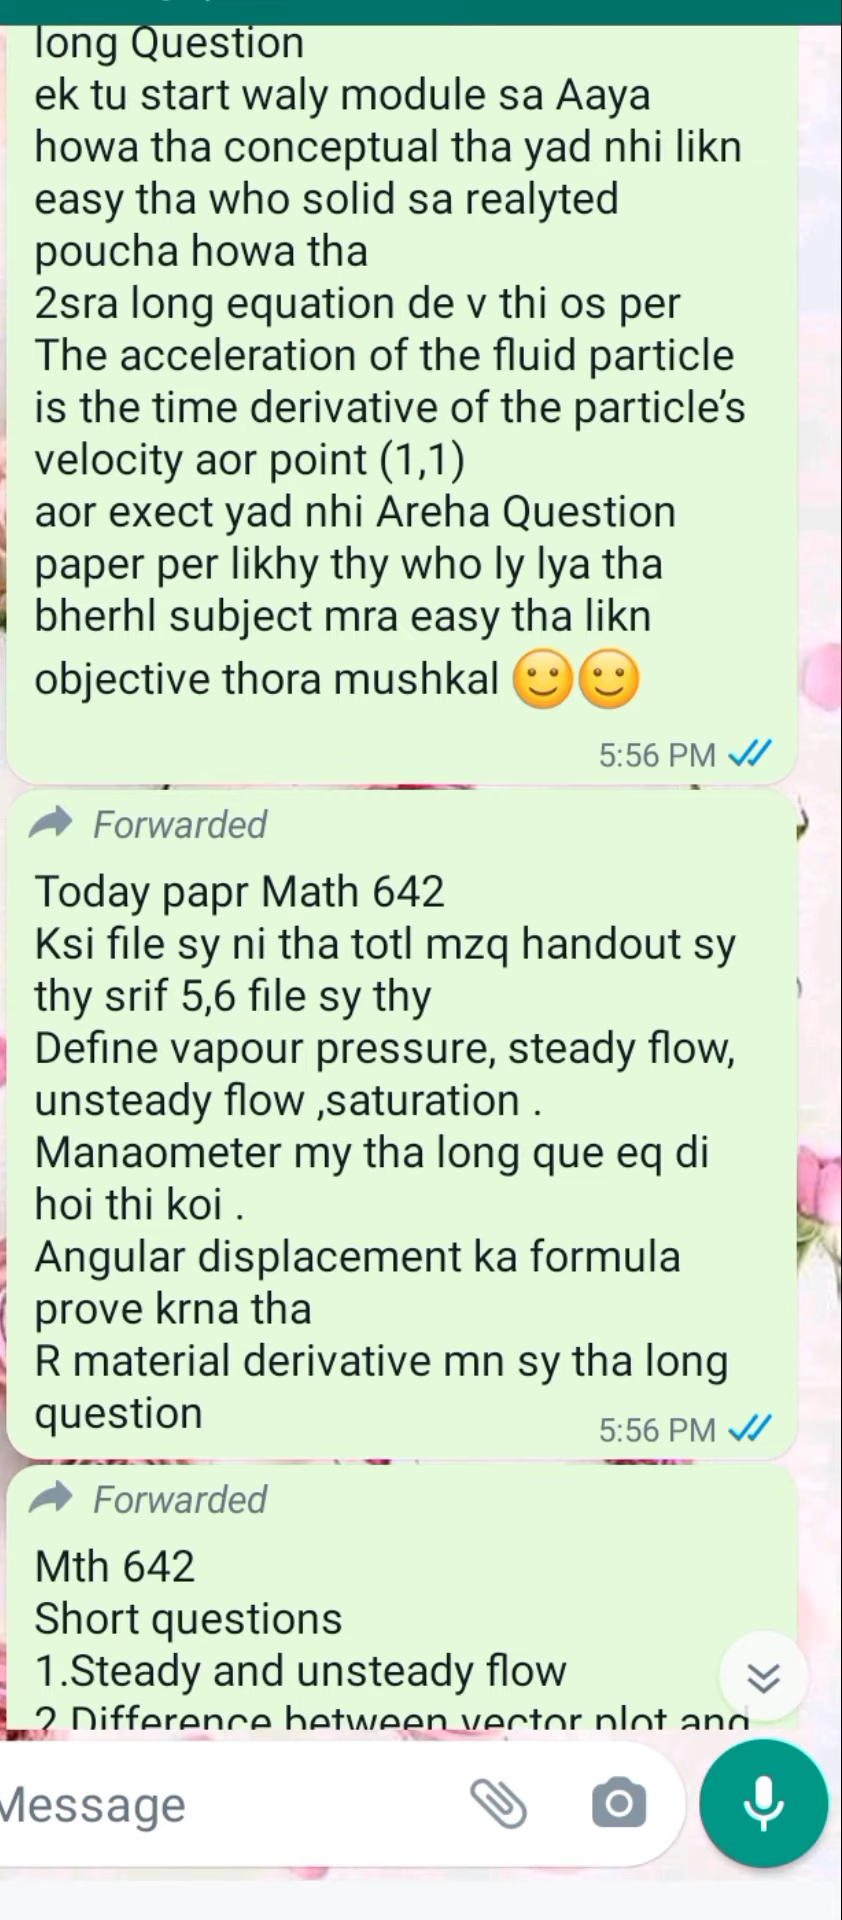 long Question
ek tu start waly module sa Aaya
howa tha conceptual tha yad nhi likn
easy tha who solid sa realyted
poucha howa tha
2sra long equation de v thi os per
The acceleration of the fluid particle
is the time derivative of the particle’s
velocity aor point (1,1)
aor exect yad nhi Areha Question
paper per likhy thy who ly lya tha
bherhl subject mra easy tha likn
objective thora mushkal 🙂🙂
5:56 PM
Forwarded
Today papr Math 642
Ksi file sy ni tha totl mzq handout sy
thy srif 5,6 file sy thy
Define vapour pressure, steady flow,
unsteady flow ,saturation .
Manaometer my tha long que eq di
hoi thi koi .
Angular displacement ka formula
prove krna tha
R material derivative mn sy tha long
question
5:56 PM
Forwarded
Mth 642
Short questions
1.Steady and unsteady flow
2 Difference between vector plot and
Message